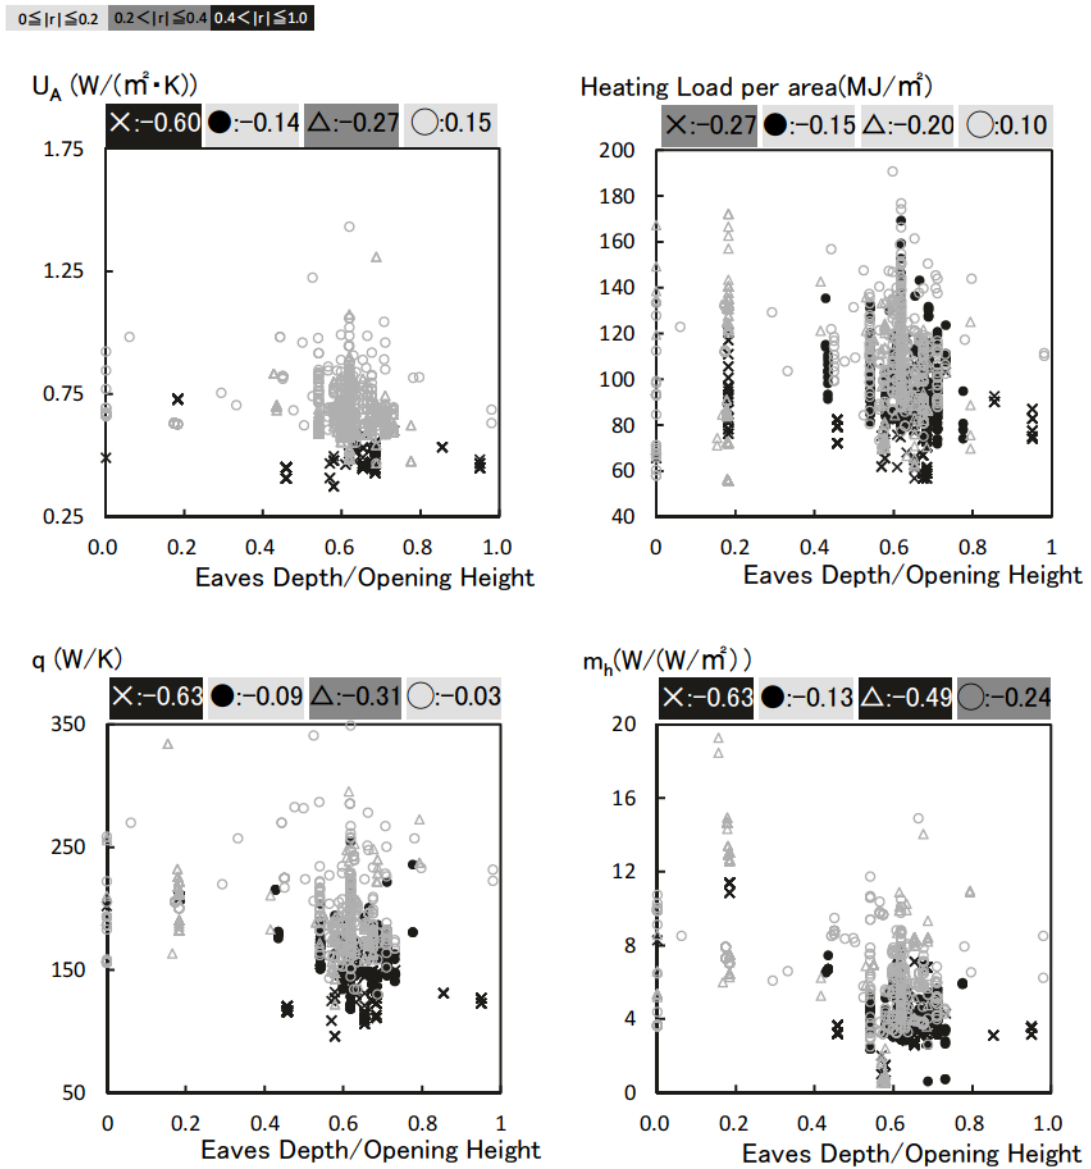 0≦|r|≦0.2 0.2<|r|≦0.4 0.4<|r|≦1.0
U_A (W/(㎡・K))
×:−0.60 ●:−0.14 △:−0.27 ○:0.15
1.75
1.25
0.75
0.25
0.0 0.2 0.4 0.6 0.8 1.0
Eaves Depth/Opening Height
Heating Load per area(MJ/㎡)
×:−0.27 ●:−0.15 △:−0.20 ○:0.10
200
180
160
140
120
100
80
60
40
0 0.2 0.4 0.6 0.8 1
Eaves Depth/Opening Height
q (W/K)
×:−0.63 ●:−0.09 △:−0.31 ○:−0.03
350
250
150
50
0 0.2 0.4 0.6 0.8 1
Eaves Depth/Opening Height
m_h(W/(W/㎡))
×:−0.63 ●:−0.13 △:−0.49 ○:−0.24
20
16
12
8
4
0
0.0 0.2 0.4 0.6 0.8 1.0
Eaves Depth/Opening Height